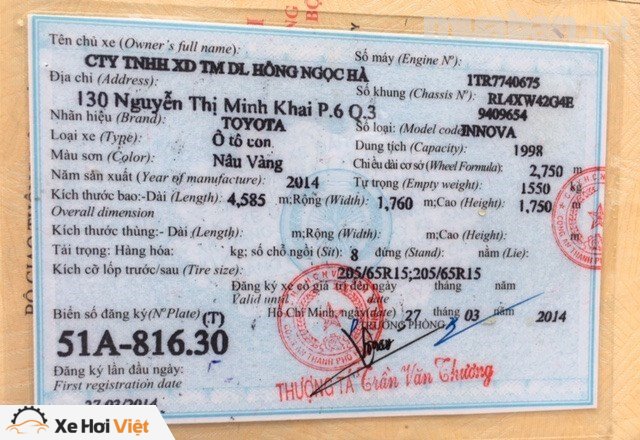 Tên chủ xe (Owner's full name):
CTY TNHH XD TM DL HỒNG NGỌC HÀ
Số máy (Engine Nº):
1TR7740675
Địa chỉ (Address):
130 Nguyễn Thị Minh Khai P.6 Q.3
Số khung (Chassis Nº):
RL4XW42G4E
9409654
Nhãn hiệu (Brand): TOYOTA
Số loại: (Model code) INNOVA
Loại xe (Type): Ô tô con
Dung tích (Capacity): 1998
Màu sơn (Color): Nâu Vàng
Chiều dài cơ sở (Wheel Formula): 2,750 m
Năm sản xuất (Year of manufacture): 2014
Tự trọng (Empty weight): 1550 kg
Kích thước bao:- Dài (Length): 4,585 m;Rộng (Width): 1,760 m;Cao (Height): 1,750 m
Overall dimension
Kích thước thùng:- Dài (Length): m;Rộng (Width): m;Cao (Height): m
Tải trọng: Hàng hóa: kg; số chỗ ngồi (Sit): 8 đứng (Stand): nằm (Lie):
Kích cỡ lốp trước/sau (Tire size): 205/65R15;205/65R15
Đăng ký xe có giá trị đến ngày tháng năm
Valid until date
Biển số đăng ký(NºPlate) (T)
Hồ Chí Minh, ngày(date) 27 tháng 03 năm 2014
TRƯỞNG PHÒNG
51A-816.30
Đăng ký lần đầu ngày:
First registration date
27/03/2014
THƯỢNG TÁ Trần Văn Thương
Xe Hơi Việt